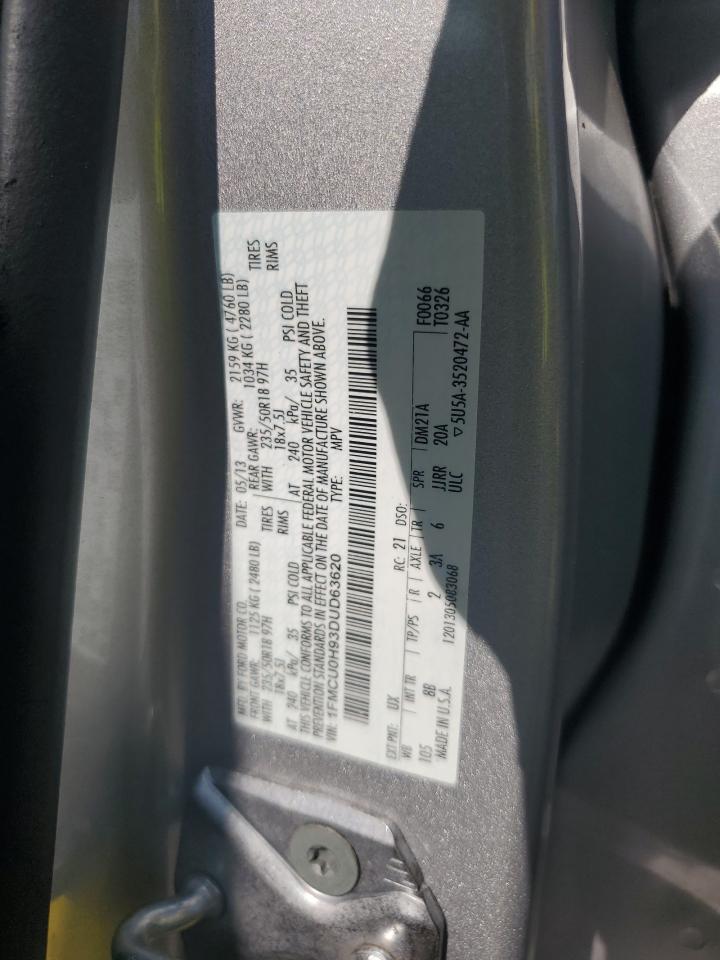 MFD. BY FORD MOTOR CO.
DATE: 05/13 GVWR: 2159 KG ( 4760 LB)
FRONT GAWR: 1125 KG ( 2480 LB) REAR GAWR: 1034 KG ( 2280 LB)
WITH 235/50R18 97H TIRES WITH 235/50R18 97H TIRES
18x7.5J RIMS 18x7.5J RIMS
AT 240 kPa/ 35 PSI COLD AT 240 kPa/ 35 PSI COLD
THIS VEHICLE CONFORMS TO ALL APPLICABLE FEDERAL MOTOR VEHICLE SAFETY AND THEFT
PREVENTION STANDARDS IN EFFECT ON THE DATE OF MANUFACTURE SHOWN ABOVE.
VIN: 1FMCU0H93DUD63620 TYPE: MPV
EXT PNT: UX RC: 21 DSO: F0066
WB INT TR TP/PS R AXLE TR SPR DM21A T0326
105 8B 2 3A 6 JJRR 20A
MADE IN U.S.A. 1201305083068 ULC ▽5U5A-3520472-AA